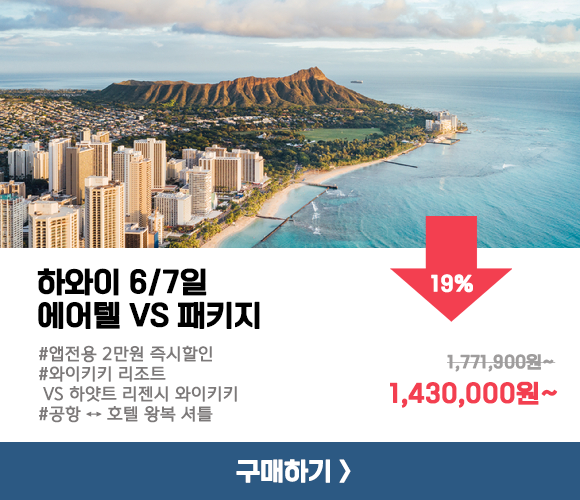 하와이 6/7일
에어텔 VS 패키지
19%
#앱전용 2만원 즉시할인
#와이키키 리조트
VS 하얏트 리젠시 와이키키
#공항 ↔ 호텔 왕복 셔틀
1,771,900원~
1,430,000원~
구매하기 〉